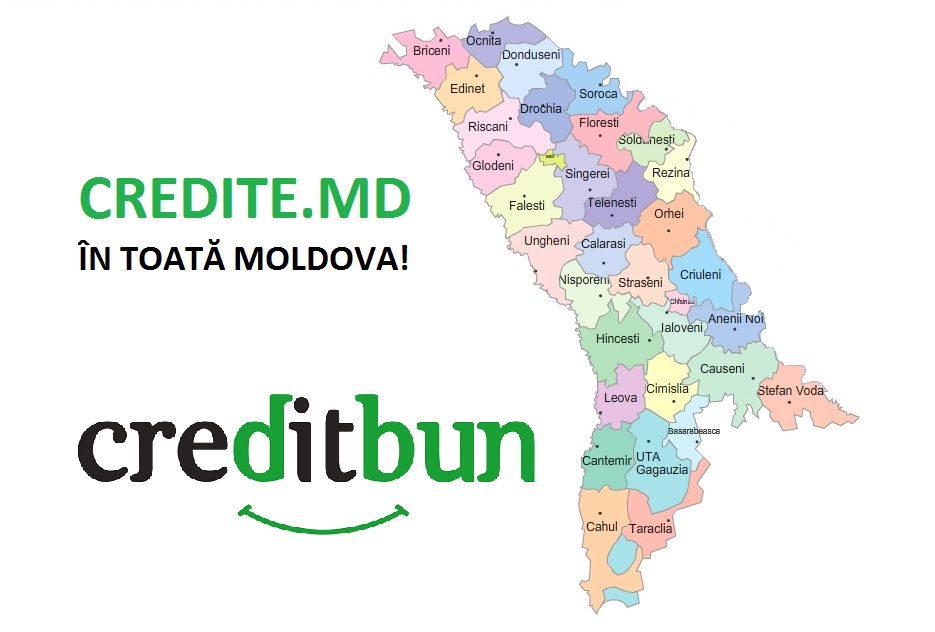 CREDITE.MD
ÎN TOATĂ MOLDOVA!
creditbun
Briceni
Ocnita
Donduseni
Edinet
Soroca
Drochia
Riscani
Floresti
Soldanesti
Glodeni
Singerei
Rezina
Falesti
Telenesti
Orhei
Ungheni
Calarasi
Criuleni
Nisporeni
Straseni
Chisinau
Anenii Noi
Ialoveni
Hincesti
Causeni
Cimislia
Stefan Voda
Leova
Basarabeasca
Cantemir
UTA
Gagauzia
Cahul
Taraclia